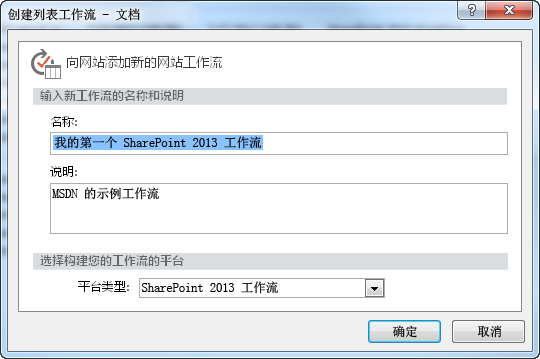 创建列表工作流 - 文档
向网站添加新的网站工作流
输入新工作流的名称和说明
名称:
我的第一个 SharePoint 2013 工作流
说明:
MSDN 的示例工作流
选择构建您的工作流的平台
平台类型: SharePoint 2013 工作流
确定 取消